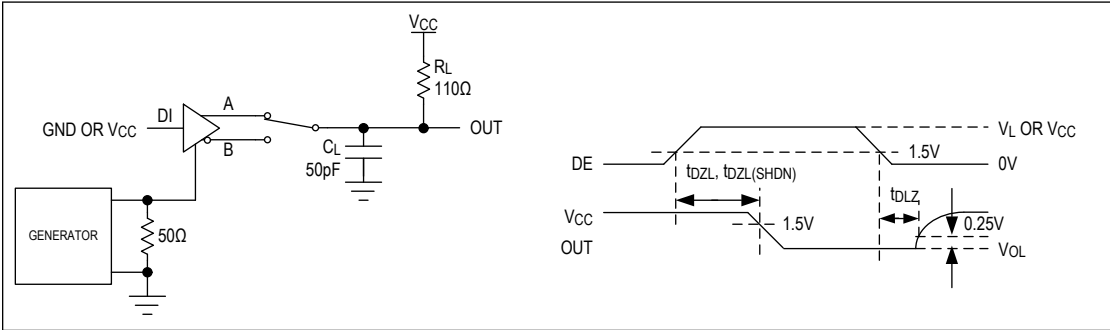 VCC
RL
110Ω
A
DI
GND OR VCC
OUT
B
CL
50pF
GENERATOR
50Ω
VL OR VCC
1.5V
DE
0V
tDZL, tDZL(SHDN)
tDLZ
VCC
1.5V
0.25V
OUT
VOL